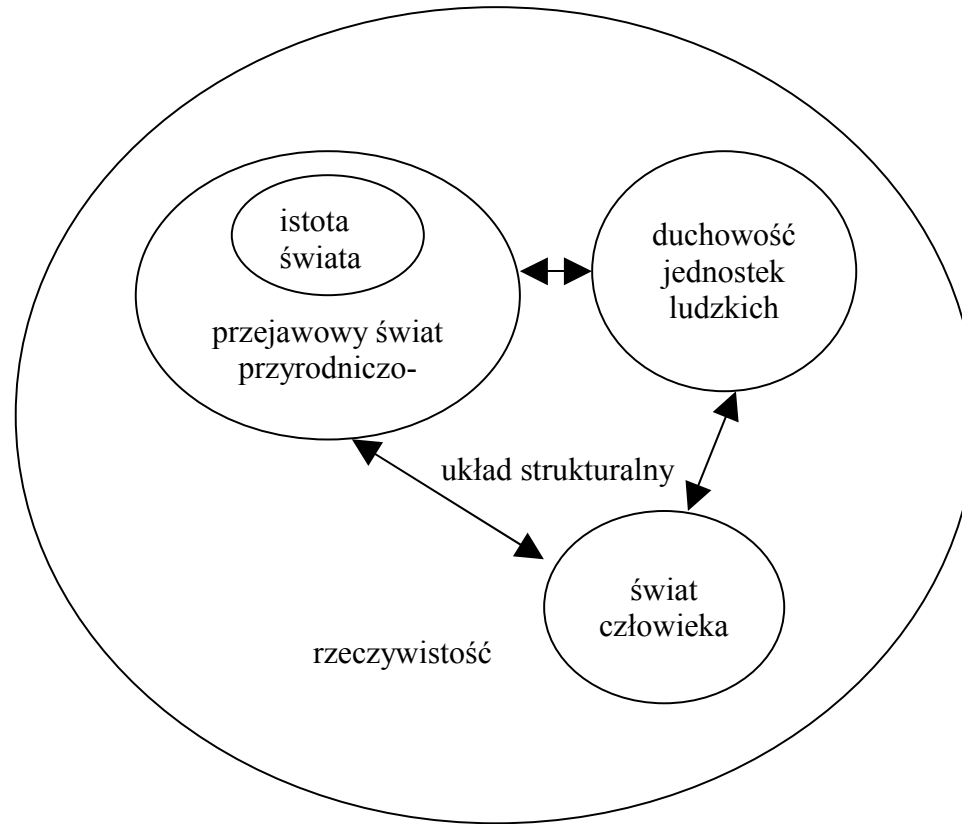 istota
świata
duchowość
jednostek
ludzkich
przejawowy świat
przyrodniczo-
układ strukturalny
świat
człowieka
rzeczywistość